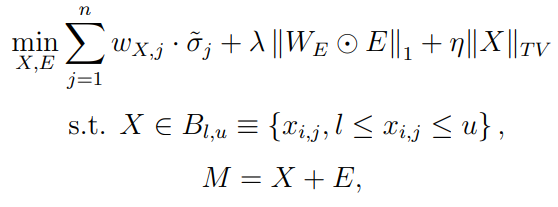 \min_{X,E} \sum_{j=1}^{n} w_{X,j} \cdot \tilde{\sigma}_j + \lambda \left\| W_E \odot E \right\|_1 + \eta \| X \|_{TV}
s.t. X \in B_{l,u} \equiv \{ x_{i,j}, l \leq x_{i,j} \leq u \} ,
M = X + E,